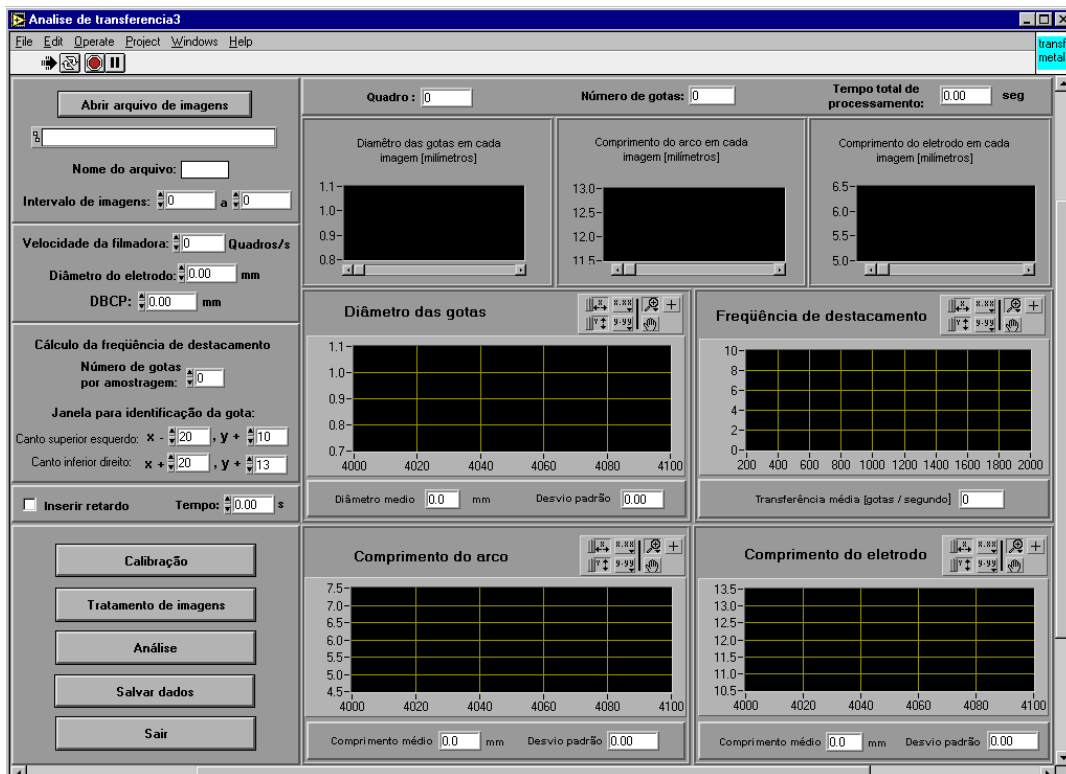 Analise de transferencia3
File Edit Operate Project Windows Help
transf
metal
Abrir arquivo de imagens
Nome do arquivo:
Intervalo de imagens: 0 a 0
Velocidade da filmadora: 0 Quadros/s
Diâmetro do eletrodo: 0.00 mm
DBCP: 0.00 mm
Cálculo da freqüência de destacamento
Número de gotas
por amostragem: 0
Janela para identificação da gota:
Canto superior esquerdo: x - 20 , y + 10
Canto inferior direito: x + 20 , y + 13
Inserir retardo Tempo: 0.00 s
Calibração
Tratamento de imagens
Análise
Salvar dados
Sair
Quadro : 0
Número de gotas: 0
Tempo total de
processamento: 0.00 seg
Diamêtro das gotas em cada
imagem [milímetros]
1.1
1.0
0.9
0.8
Comprimento do arco em cada
imagem [milímetros]
13.0
12.5
12.0
11.5
Comprimento do eletrodo em cada
imagem [milímetros]
6.5
6.0
5.5
5.0
Diâmetro das gotas
x.xx
y.yy
1.1
1.0
0.9
0.8
0.7
4000 4020 4040 4060 4080 4100
Diâmetro medio 0.0 mm Desvio padrão 0.00
Freqüência de destacamento
x.xx
y.yy
10
8
6
4
2
0
200 400 600 800 1000 1200 1400 1600 1800 2000
Transferência média [gotas / segundo] 0
Comprimento do arco
x.xx
y.yy
7.5
7.0
6.5
6.0
5.5
5.0
4.5
4000 4020 4040 4060 4080 4100
Comprimento médio 0.0 mm Desvio padrão 0.00
Comprimento do eletrodo
x.xx
y.yy
13.5
13.0
12.5
12.0
11.5
11.0
10.5
4000 4020 4040 4060 4080 4100
Comprimento médio 0.0 mm Desvio padrão 0.00